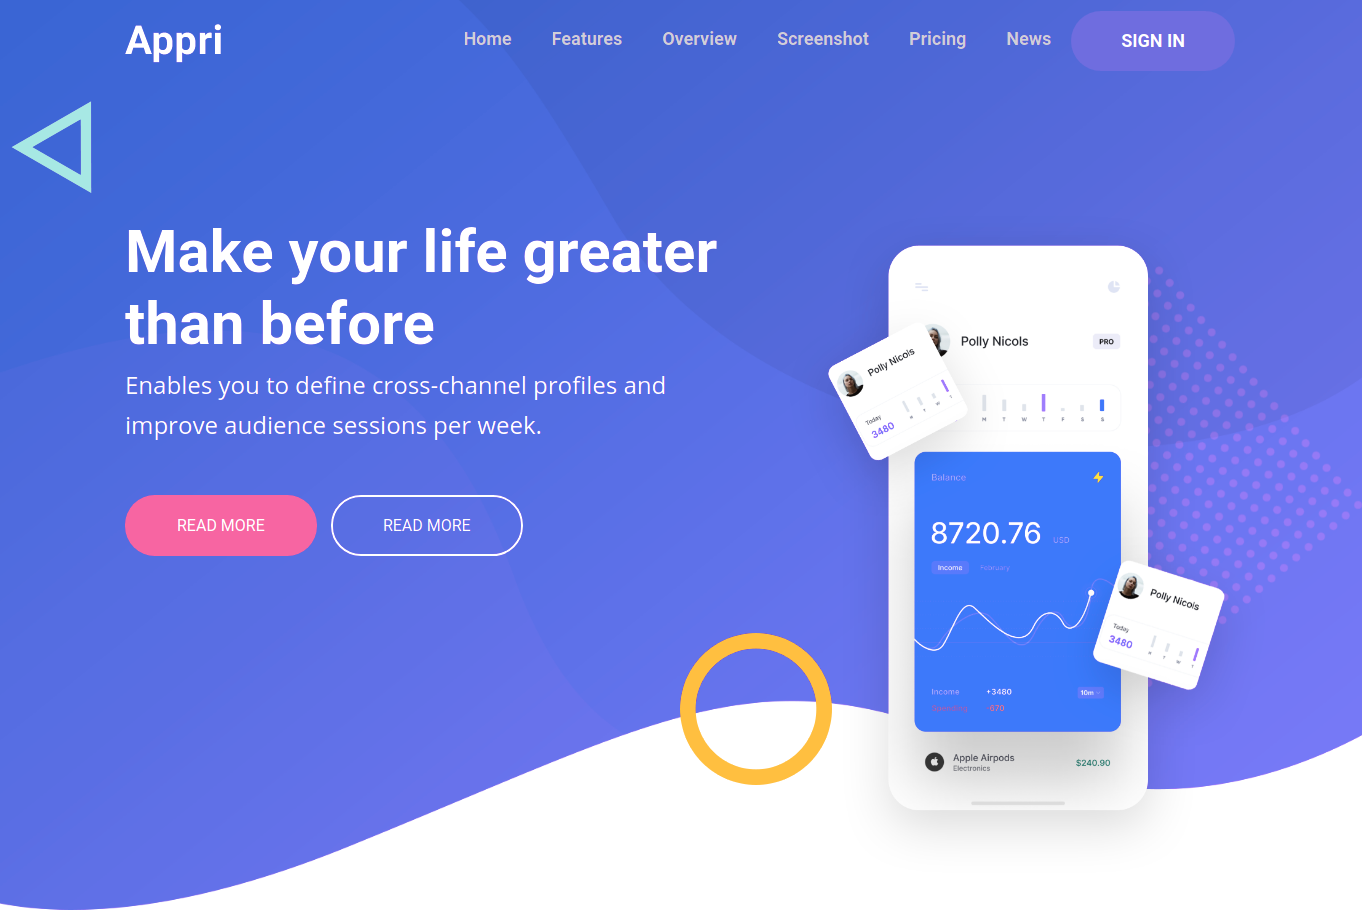 Appri
Home Features Overview Screenshot Pricing News SIGN IN
Make your life greater
than before
Enables you to define cross-channel profiles and
improve audience sessions per week.
READ MORE READ MORE
Polly Nicols PRO
M T W T F S S
Polly Nicols
Today
3480
M T W T
Balance
8720.76 USD
Income February
Polly Nicols
Today
3480
M T W T
Income +3480 10m
-670
Apple Airpods
Electronics
$240.90